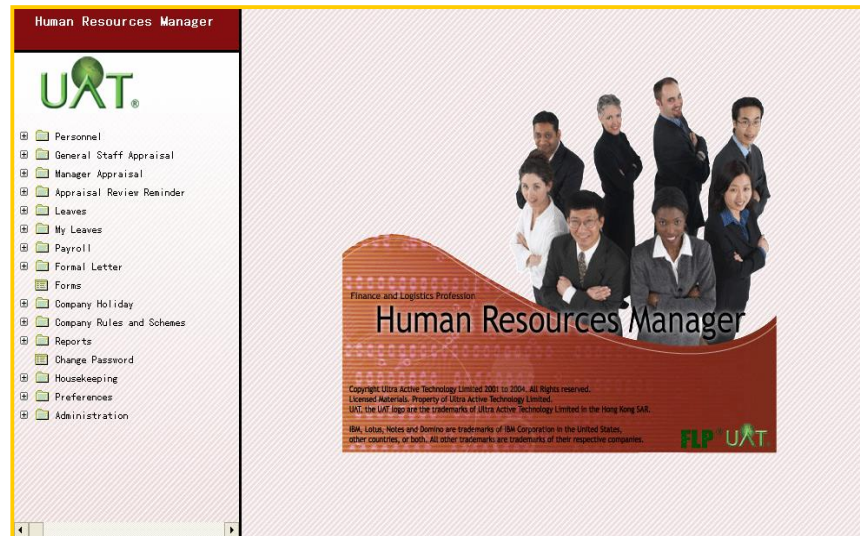 Human Resources Manager
UAT®
Personnel
General Staff Appraisal
Manager Appraisal
Appraisal Review Reminder
Leaves
My Leaves
Payroll
Formal Letter
Forms
Company Holiday
Company Rules and Schemes
Reports
Change Password
Housekeeping
Preferences
Administration
Finance and Logistics Profession
Human Resources Manager
Copyright Ultra Active Technology Limited 2001 to 2004. All Rights reserved.
Licensed Materials. Property of Ultra Active Technology Limited.
UAT, the UAT logo are the trademarks of Ultra Active Technology Limited in the Hong Kong SAR.
IBM, Lotus, Notes and Domino are trademarks of IBM Corporation in the United States,
other countries, or both. All other trademarks are trademarks of their respective companies.
FLP UAT